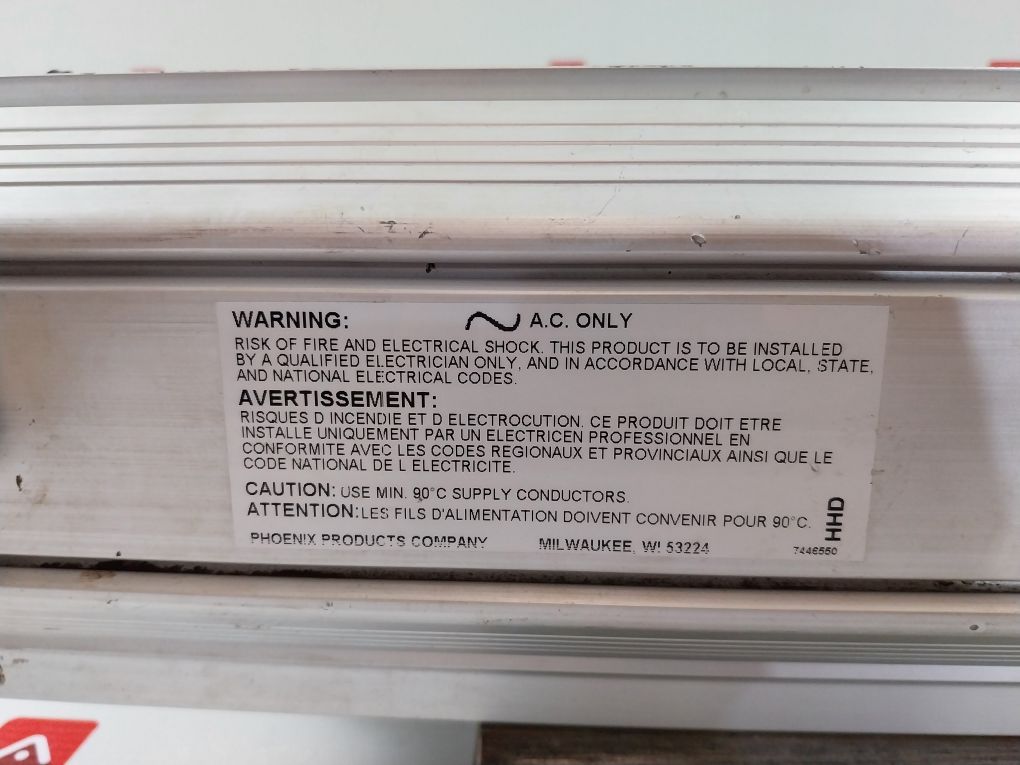 WARNING: A.C. ONLY
RISK OF FIRE AND ELECTRICAL SHOCK. THIS PRODUCT IS TO BE INSTALLED
BY A QUALIFIED ELECTRICIAN ONLY, AND IN ACCORDANCE WITH LOCAL, STATE,
AND NATIONAL ELECTRICAL CODES.
AVERTISSEMENT:
RISQUES D INCENDIE ET D ELECTROCUTION. CE PRODUIT DOIT ETRE
INSTALLE UNIQUEMENT PAR UN ELECTRICEN PROFESSIONNEL EN
CONFORMITE AVEC LES CODES REGIONAUX ET PROVINCIAUX AINSI QUE LE
CODE NATIONAL DE L ELECTRICITE.
CAUTION: USE MIN. 90°C SUPPLY CONDUCTORS.
ATTENTION: LES FILS D'ALIMENTATION DOIVENT CONVENIR POUR 90°C.
PHOENIX PRODUCTS COMPANY MILWAUKEE, WI 53224 7446550
HHD